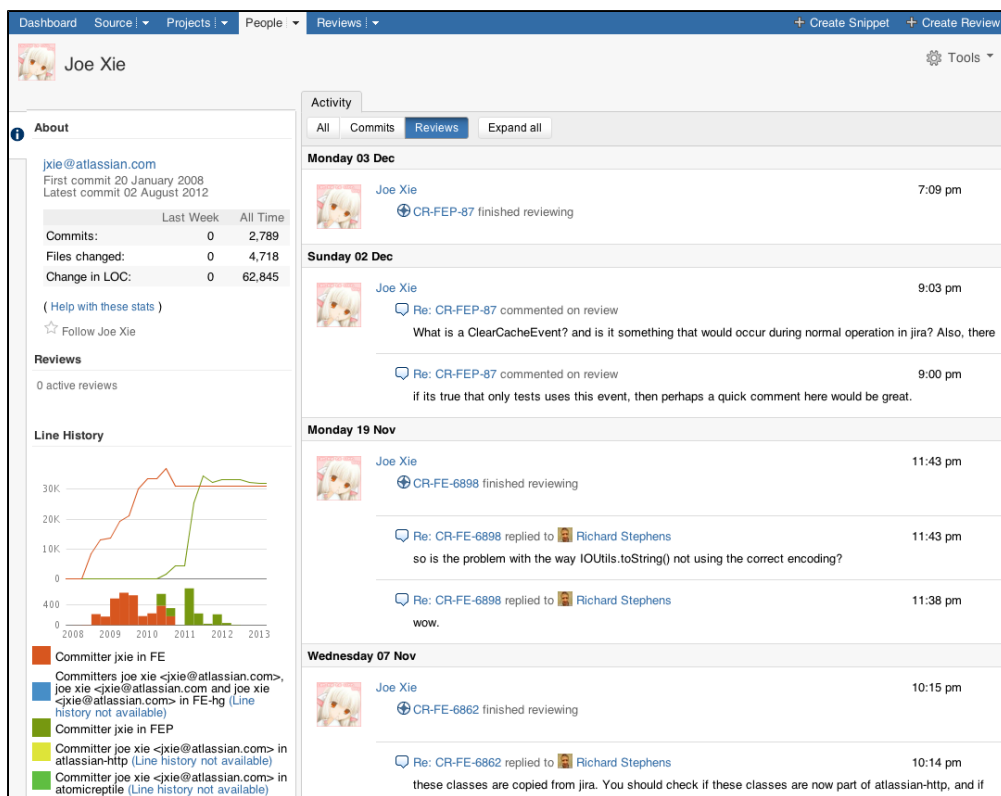 Dashboard Source Projects People Reviews + Create Snippet + Create Review
Joe Xie
Tools
About
jxie@atlassian.com
First commit 20 January 2008
Latest commit 02 August 2012
Last Week All Time
Commits: 0 2,789
Files changed: 0 4,718
Change in LOC: 0 62,845
( Help with these stats )
Follow Joe Xie
Reviews
0 active reviews
Line History
30K
20K
10K
0
400
0
2008 2009 2010 2011 2012 2013
Committer jxie in FE
Committers joe xie <jxie@atlassian.com>,
joe xie <jxie@atlassian.com and joe xie
<jxie@atlassian.com> in FE-hg (Line
history not available)
Committer jxie in FEP
Committer joe xie <jxie@atlassian.com> in
atlassian-http (Line history not available)
Committer joe xie <jxie@atlassian.com> in
atomicreptile (Line history not available)
Activity
All Commits Reviews Expand all
Monday 03 Dec
Joe Xie 7:09 pm
CR-FEP-87 finished reviewing
Sunday 02 Dec
Joe Xie 9:03 pm
Re: CR-FEP-87 commented on review
What is a ClearCacheEvent? and is it something that would occur during normal operation in jira? Also, there
Re: CR-FEP-87 commented on review 9:00 pm
if its true that only tests uses this event, then perhaps a quick comment here would be great.
Monday 19 Nov
Joe Xie 11:43 pm
CR-FE-6898 finished reviewing
Re: CR-FE-6898 replied to Richard Stephens 11:43 pm
so is the problem with the way IOUtils.toString() not using the correct encoding?
Re: CR-FE-6898 replied to Richard Stephens 11:38 pm
wow.
Wednesday 07 Nov
Joe Xie 10:15 pm
CR-FE-6862 finished reviewing
Re: CR-FE-6862 replied to Richard Stephens 10:14 pm
these classes are copied from jira. You should check if these classes are now part of atlassian-http, and if